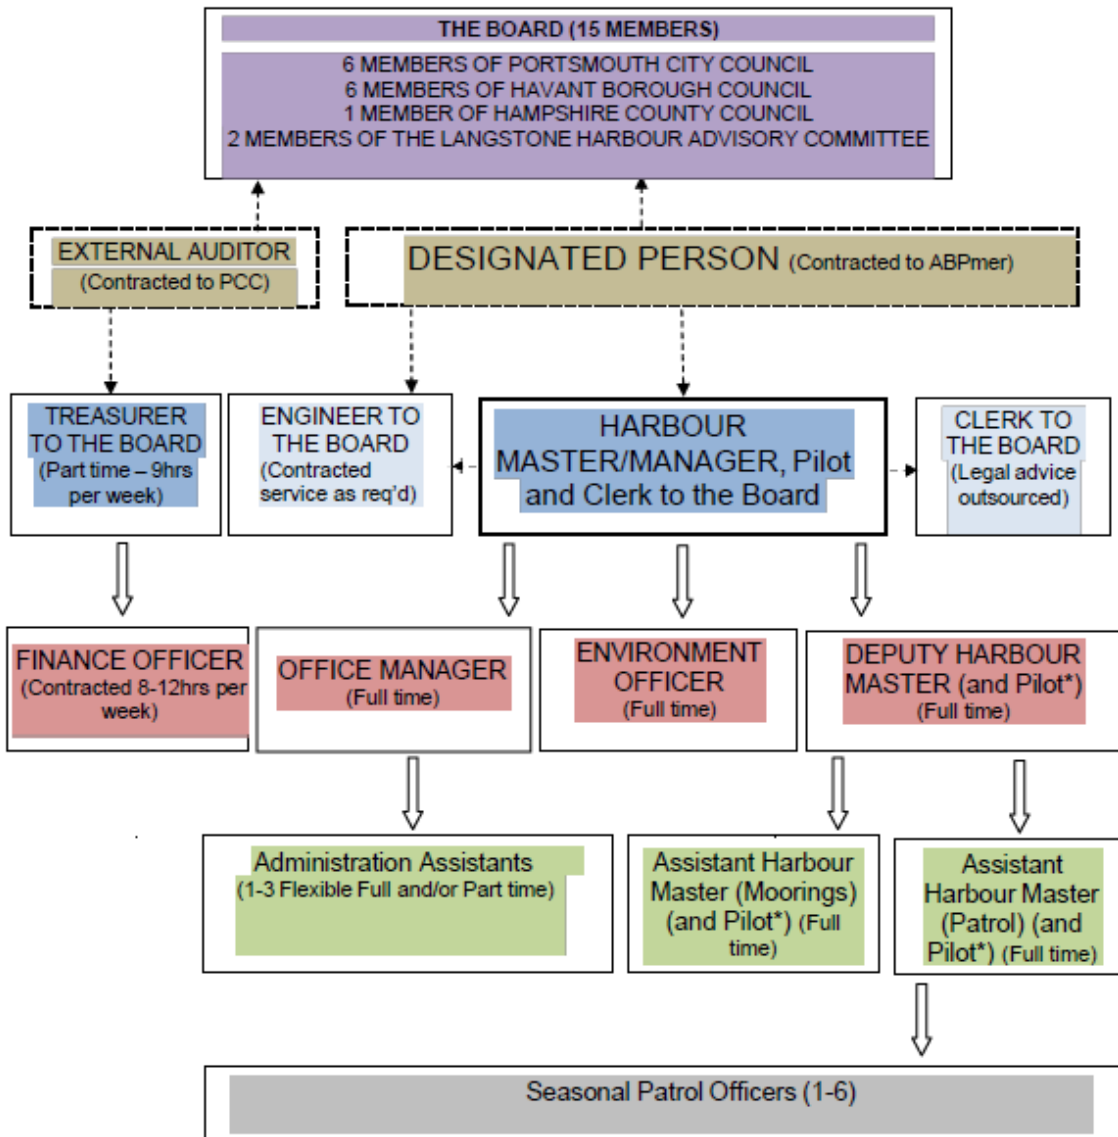 THE BOARD (15 MEMBERS)
6 MEMBERS OF PORTSMOUTH CITY COUNCIL
6 MEMBERS OF HAVANT BOROUGH COUNCIL
1 MEMBER OF HAMPSHIRE COUNTY COUNCIL
2 MEMBERS OF THE LANGSTONE HARBOUR ADVISORY COMMITTEE
EXTERNAL AUDITOR
(Contracted to PCC)
DESIGNATED PERSON (Contracted to ABPmer)
TREASURER
TO THE BOARD
(Part time – 9hrs
per week)
ENGINEER TO
THE BOARD
(Contracted
service as req'd)
HARBOUR
MASTER/MANAGER, Pilot
and Clerk to the Board
CLERK TO
THE BOARD
(Legal advice
outsourced)
FINANCE OFFICER
(Contracted 8-12hrs per
week)
OFFICE MANAGER
(Full time)
ENVIRONMENT
OFFICER
(Full time)
DEPUTY HARBOUR
MASTER (and Pilot*)
(Full time)
Administration Assistants
(1-3 Flexible Full and/or Part time)
Assistant Harbour
Master (Moorings)
(and Pilot*) (Full
time)
Assistant
Harbour Master
(Patrol) (and
Pilot*) (Full time)
Seasonal Patrol Officers (1-6)